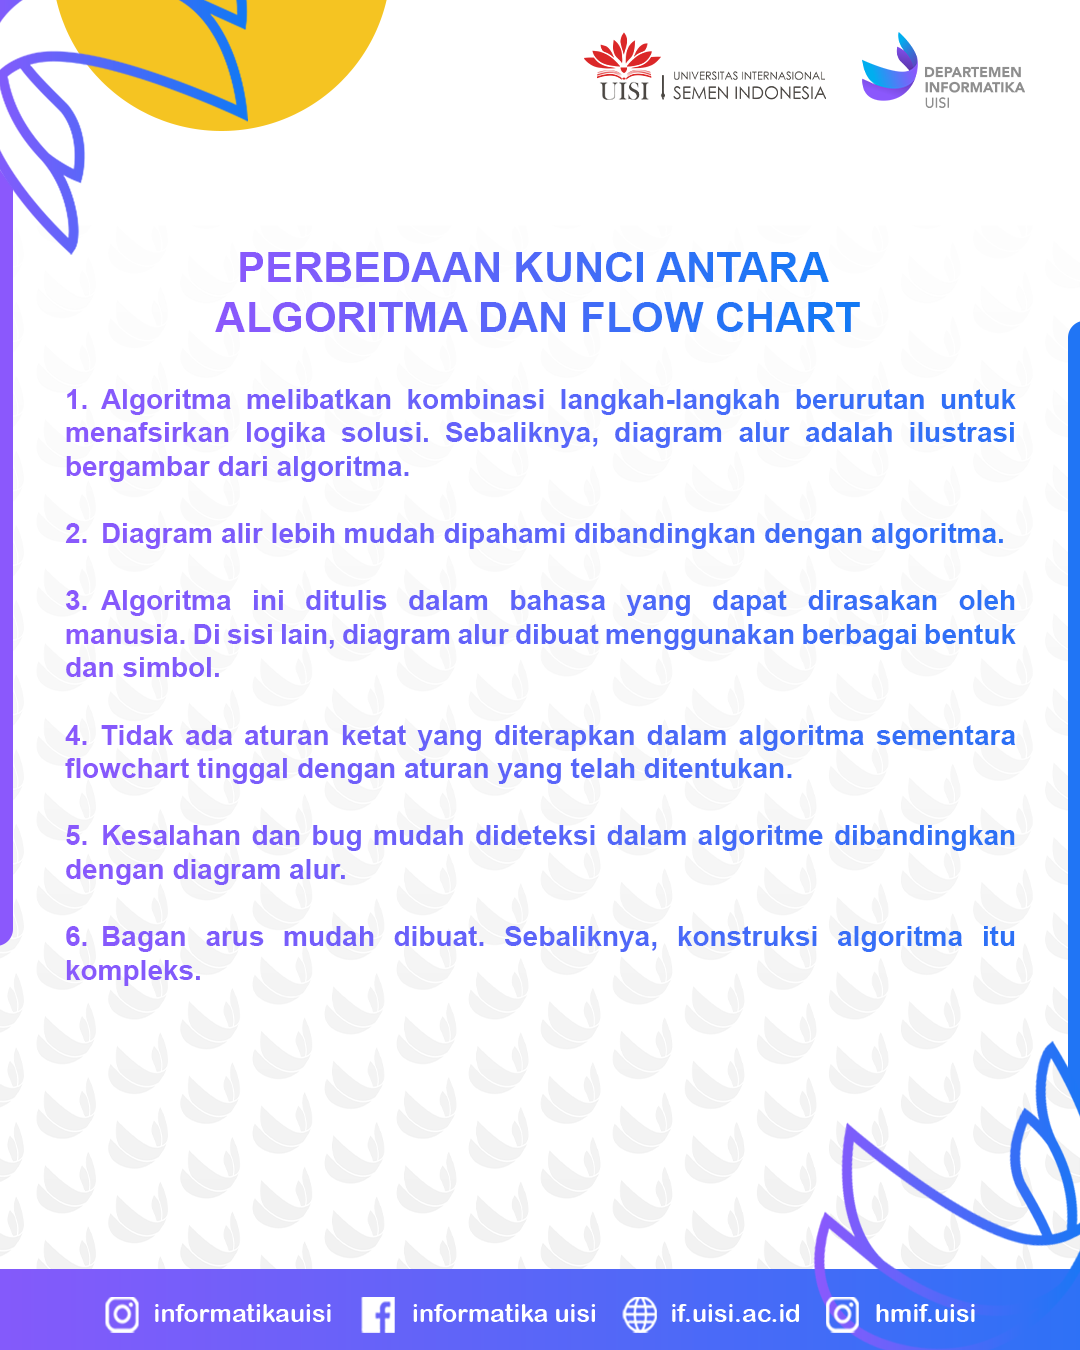 UISI
UNIVERSITAS INTERNASIONAL
SEMEN INDONESIA
DEPARTEMEN
INFORMATIKA
UISI
PERBEDAAN KUNCI ANTARA
ALGORITMA DAN FLOW CHART
1. Algoritma melibatkan kombinasi langkah-langkah berurutan untuk
menafsirkan logika solusi. Sebaliknya, diagram alur adalah ilustrasi
bergambar dari algoritma.
2. Diagram alir lebih mudah dipahami dibandingkan dengan algoritma.
3. Algoritma ini ditulis dalam bahasa yang dapat dirasakan oleh
manusia. Di sisi lain, diagram alur dibuat menggunakan berbagai bentuk
dan simbol.
4. Tidak ada aturan ketat yang diterapkan dalam algoritma sementara
flowchart tinggal dengan aturan yang telah ditentukan.
5. Kesalahan dan bug mudah dideteksi dalam algoritme dibandingkan
dengan diagram alur.
6. Bagan arus mudah dibuat. Sebaliknya, konstruksi algoritma itu
kompleks.
informatikauisi
informatika uisi
if.uisi.ac.id
hmif.uisi